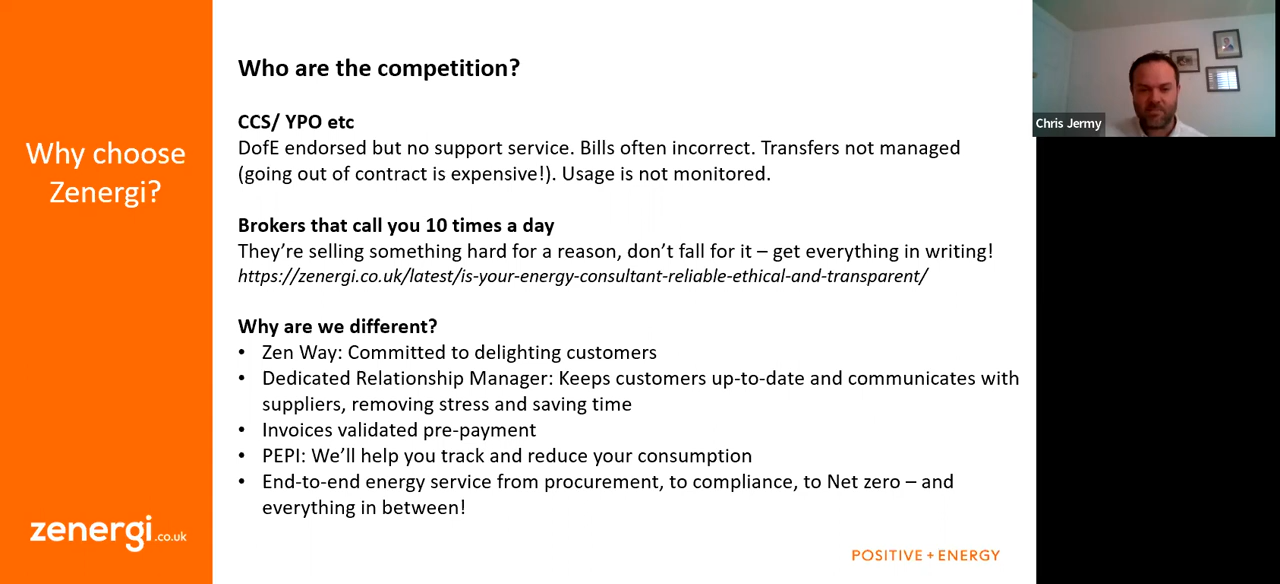 Why choose
Zenergi?
zenergi.co.uk
Who are the competition?
CCS/ YPO etc
DofE endorsed but no support service. Bills often incorrect. Transfers not managed
(going out of contract is expensive!). Usage is not monitored.
Brokers that call you 10 times a day
They’re selling something hard for a reason, don’t fall for it – get everything in writing!
https://zenergi.co.uk/latest/is-your-energy-consultant-reliable-ethical-and-transparent/
Why are we different?
• Zen Way: Committed to delighting customers
• Dedicated Relationship Manager: Keeps customers up-to-date and communicates with
suppliers, removing stress and saving time
• Invoices validated pre-payment
• PEPI: We’ll help you track and reduce your consumption
• End-to-end energy service from procurement, to compliance, to Net zero – and
everything in between!
POSITIVE + ENERGY
Chris Jermy